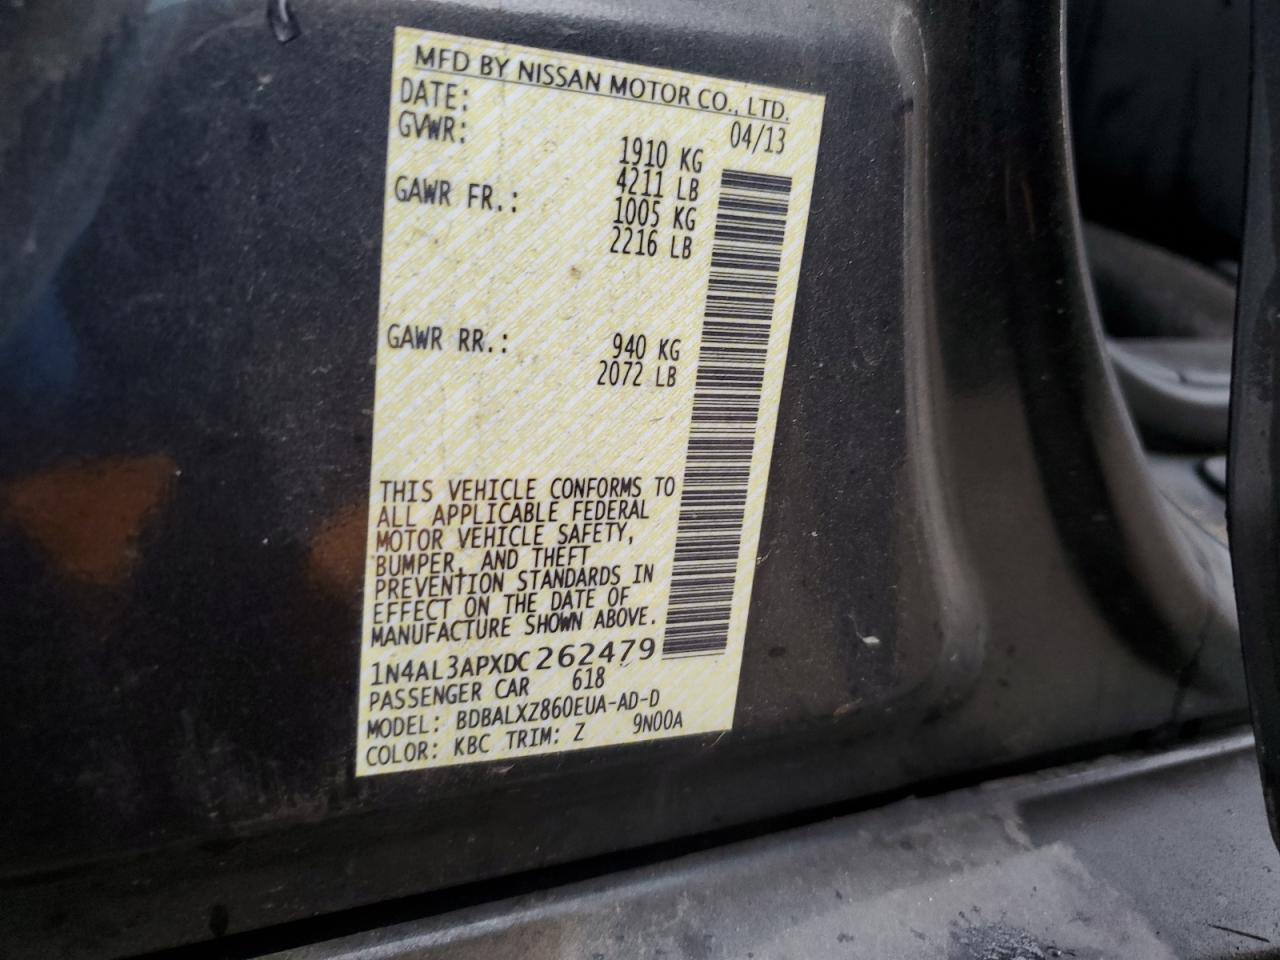 MFD BY NISSAN MOTOR CO., LTD.
DATE: 04/13
GVWR: 1910 KG
4211 LB
GAWR FR.: 1005 KG
2216 LB
GAWR RR.: 940 KG
2072 LB
THIS VEHICLE CONFORMS TO
ALL APPLICABLE FEDERAL
MOTOR VEHICLE SAFETY,
BUMPER, AND THEFT
PREVENTION STANDARDS IN
EFFECT ON THE DATE OF
MANUFACTURE SHOWN ABOVE.
1N4AL3APXDC262479
PASSENGER CAR 618
MODEL: BDBALXZ860EUA-AD-D
COLOR: KBC TRIM: Z 9N00A